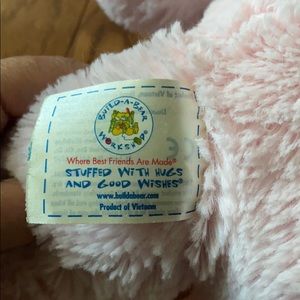 BUILD-A-BEAR
WORKSHOP®
Where Best Friends Are Made®
STUFFED WITH HUGS
AND GOOD WISHES®
www.buildabear.com
Product of Vietnam